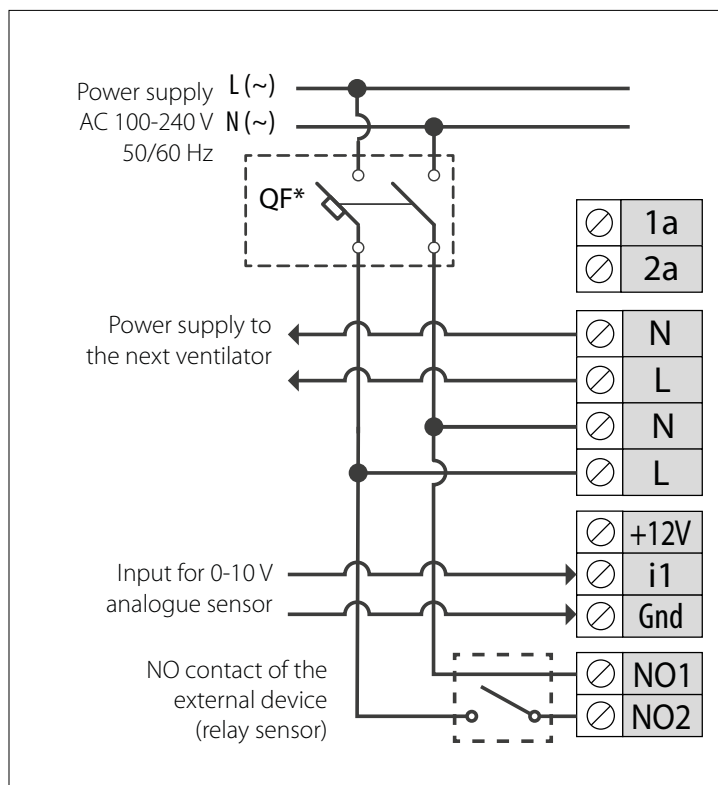 Power supply L (~)
AC 100-240 V N (~)
50/60 Hz
QF*
1a
2a
Power supply to
the next ventilator
N
L
N
L
+12V
Input for 0-10 V
analogue sensor
i1
Gnd
NO contact of the
external device
(relay sensor)
NO1
NO2